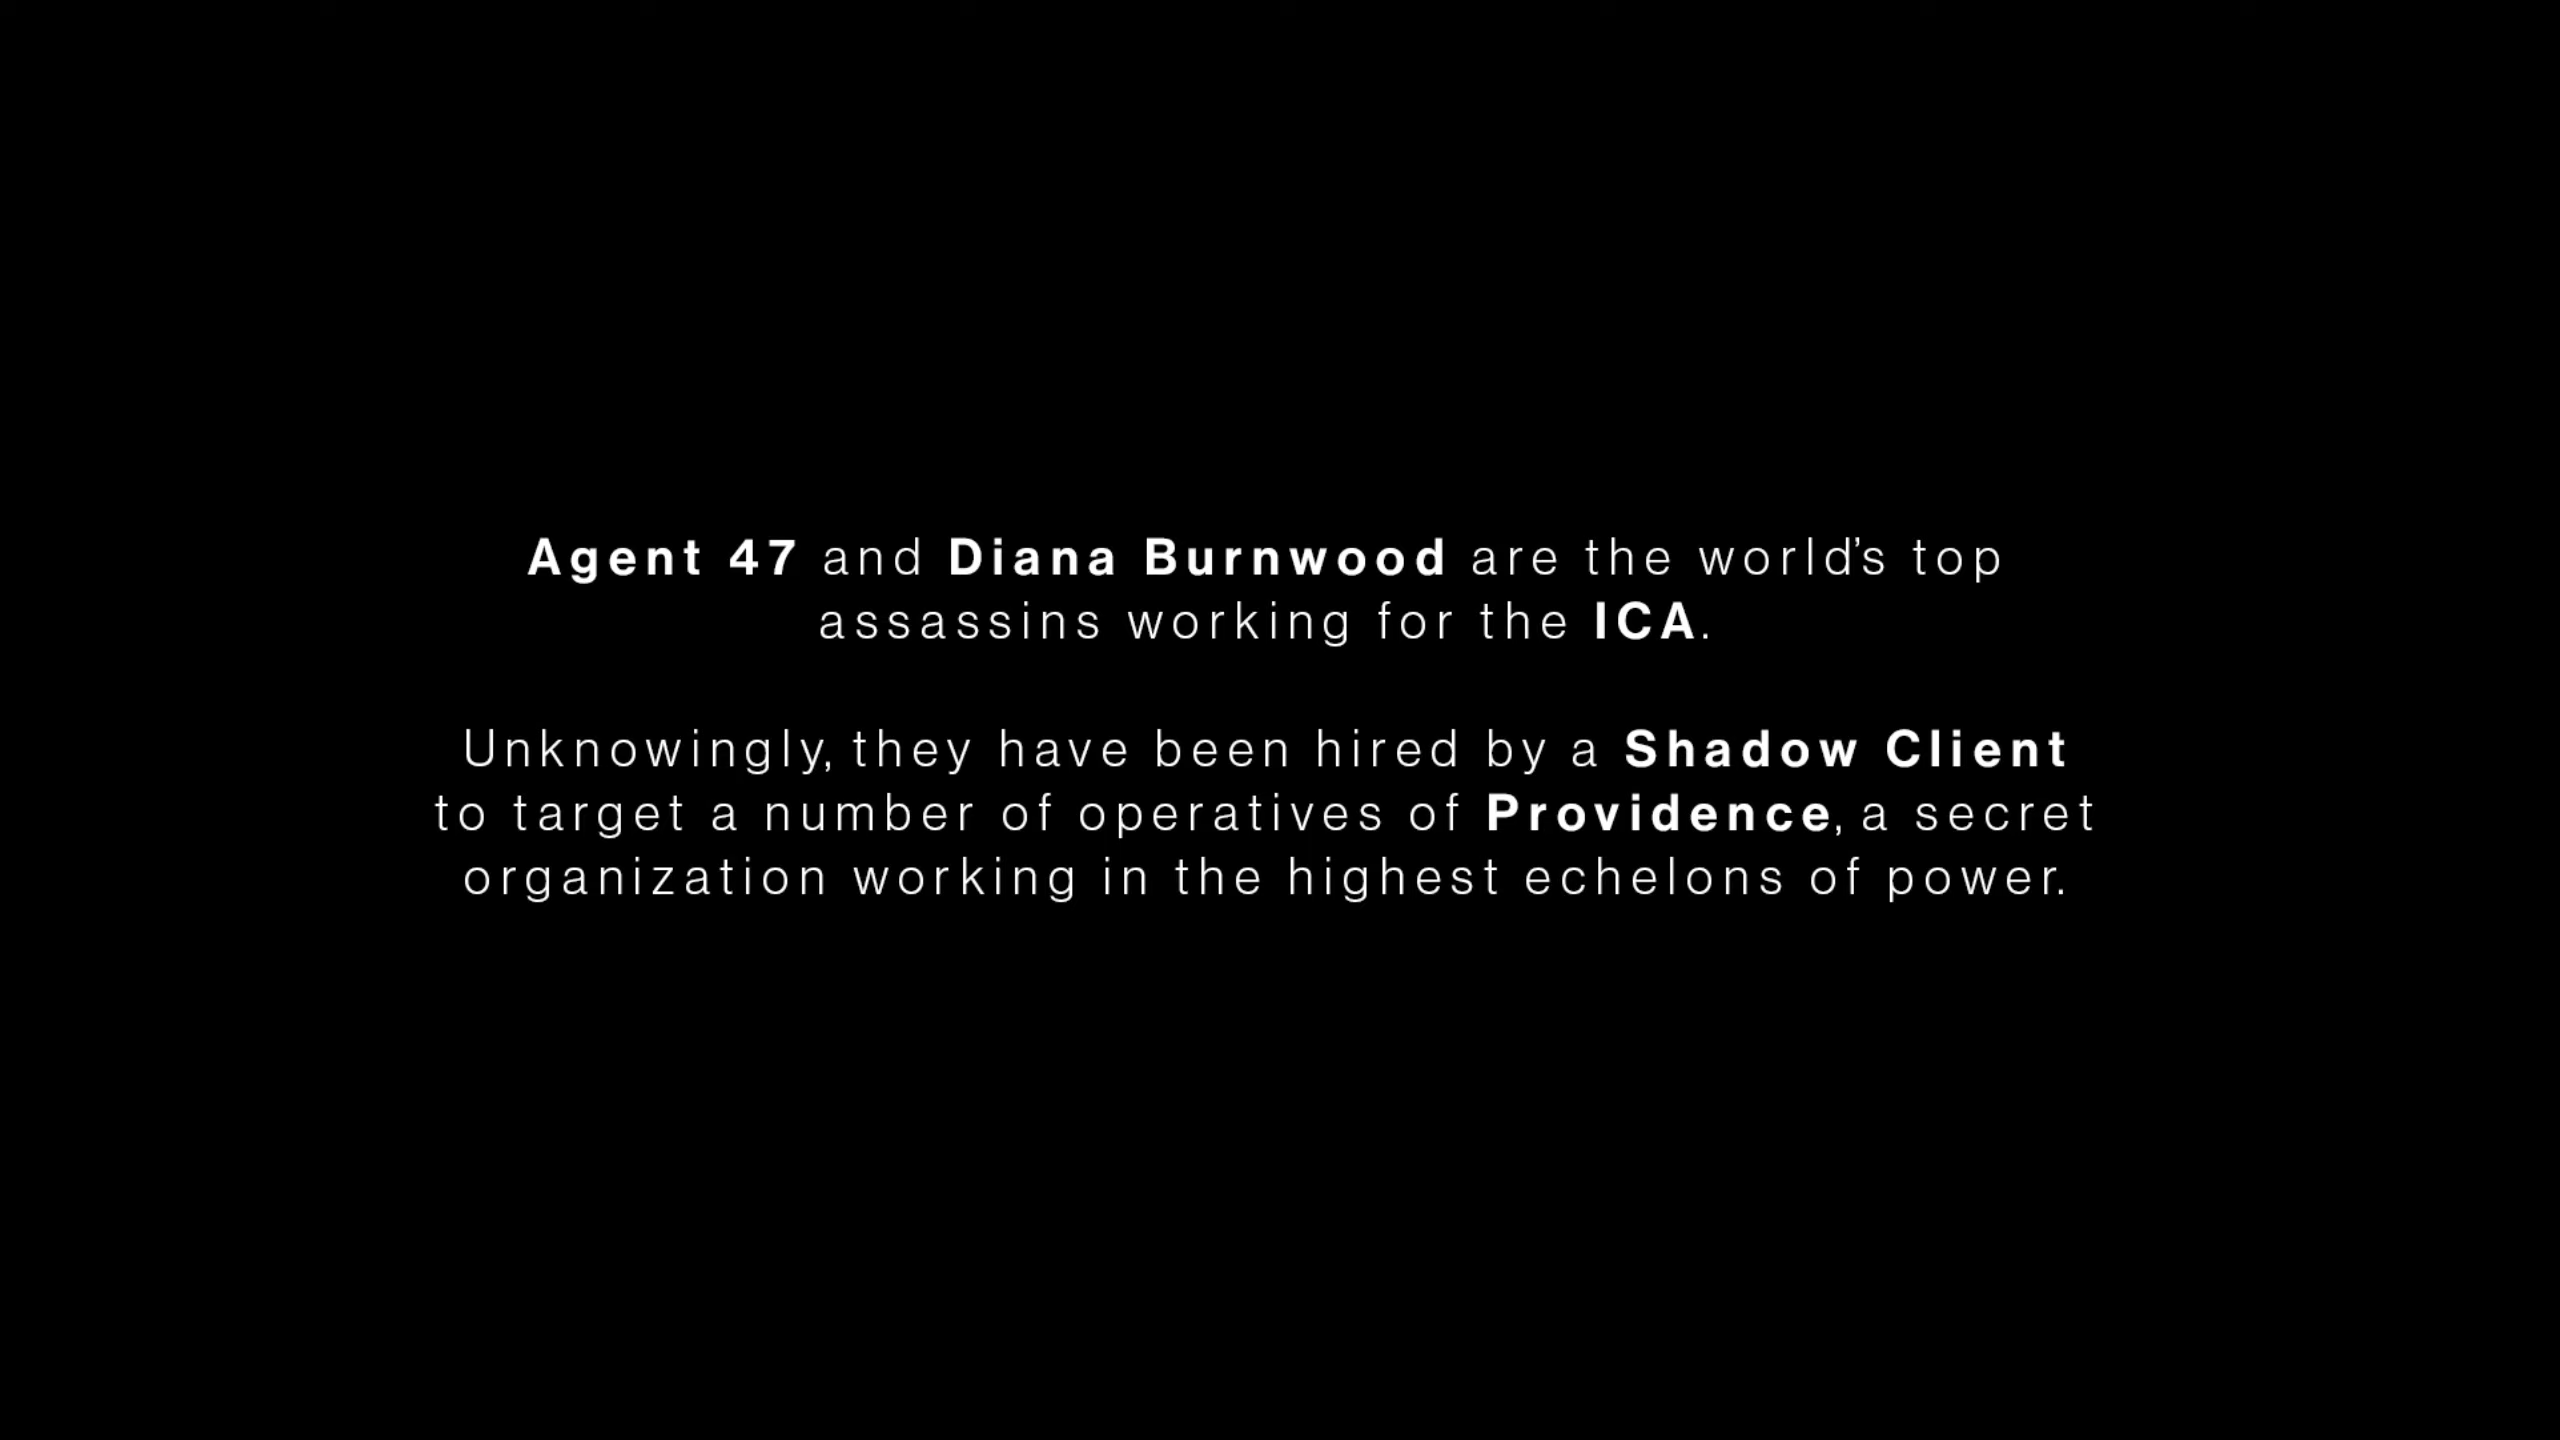 Agent 47 and Diana Burnwood are the world’s top
assassins working for the ICA.
Unknowingly, they have been hired by a Shadow Client
to target a number of operatives of Providence, a secret
organization working in the highest echelons of power.